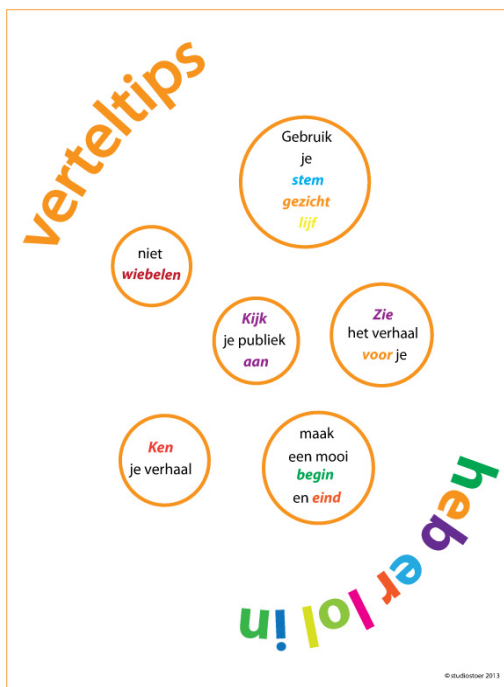 verteltips
Gebruik
je
stem
gezicht
lijf
niet
wiebelen
Kijk
je publiek
aan
Zie
het verhaal
voor je
Ken
je verhaal
maak
een mooi
begin
en eind
heb er lol in
© studiostoer 2013